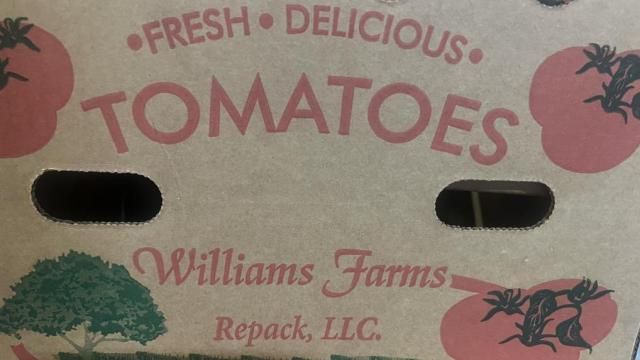 •FRESH • DELICIOUS•
TOMATOES
Williams Farms
Repack, LLC.